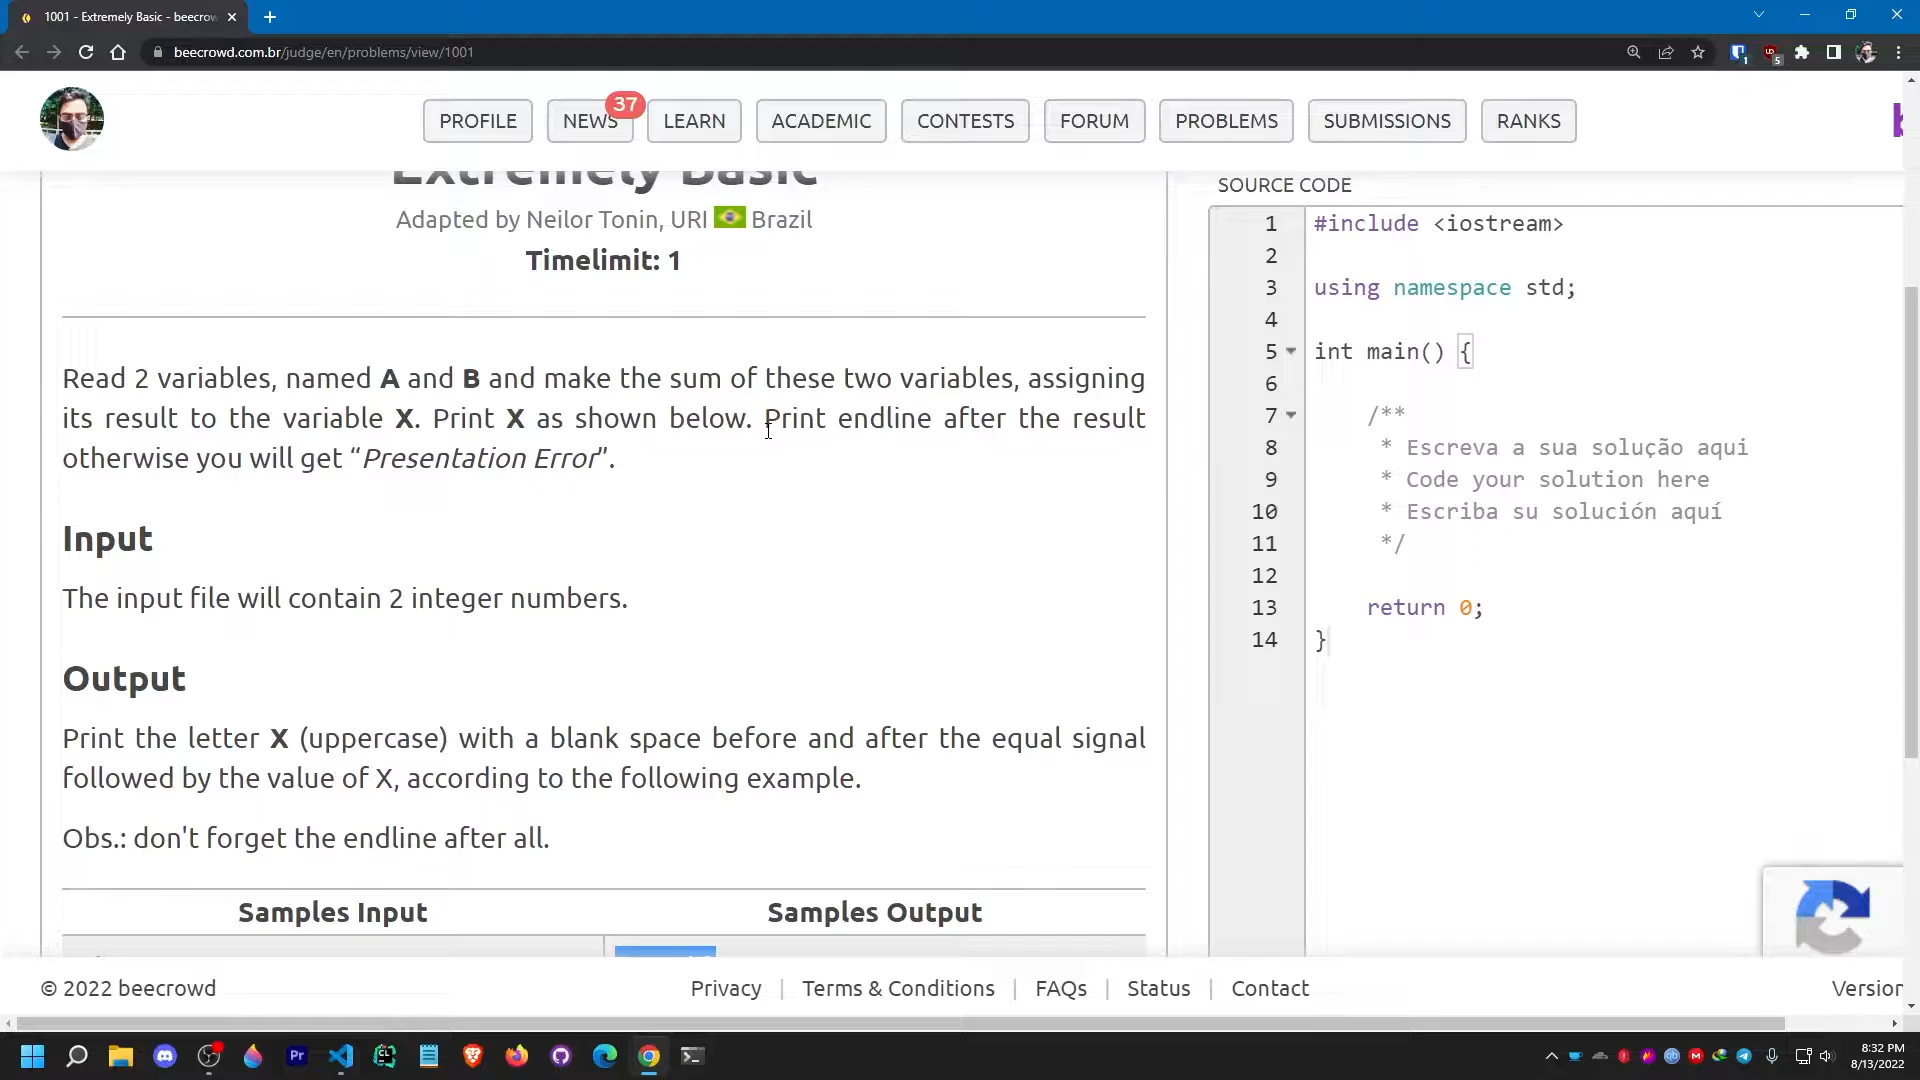 1001 - Extremely Basic - beecrow
beecrowd.com.br/judge/en/problems/view/1001
PROFILE NEWS 37 LEARN ACADEMIC CONTESTS FORUM PROBLEMS SUBMISSIONS RANKS
Extremely Basic
Adapted by Neilor Tonin, URI Brazil
Timelimit: 1
Read 2 variables, named A and B and make the sum of these two variables, assigning
its result to the variable X. Print X as shown below. Print endline after the result
otherwise you will get “Presentation Error”.
Input
The input file will contain 2 integer numbers.
Output
Print the letter X (uppercase) with a blank space before and after the equal signal
followed by the value of X, according to the following example.
Obs.: don't forget the endline after all.
Samples Input Samples Output
SOURCE CODE
1 #include <iostream>
2
3 using namespace std;
4
5 int main() {
6
7 /**
8 * Escreva a sua solução aqui
9 * Code your solution here
10 * Escriba su solución aquí
11 */
12
13 return 0;
14 }
© 2022 beecrowd Privacy | Terms & Conditions | FAQs | Status | Contact Version
8:32 PM
8/13/2022